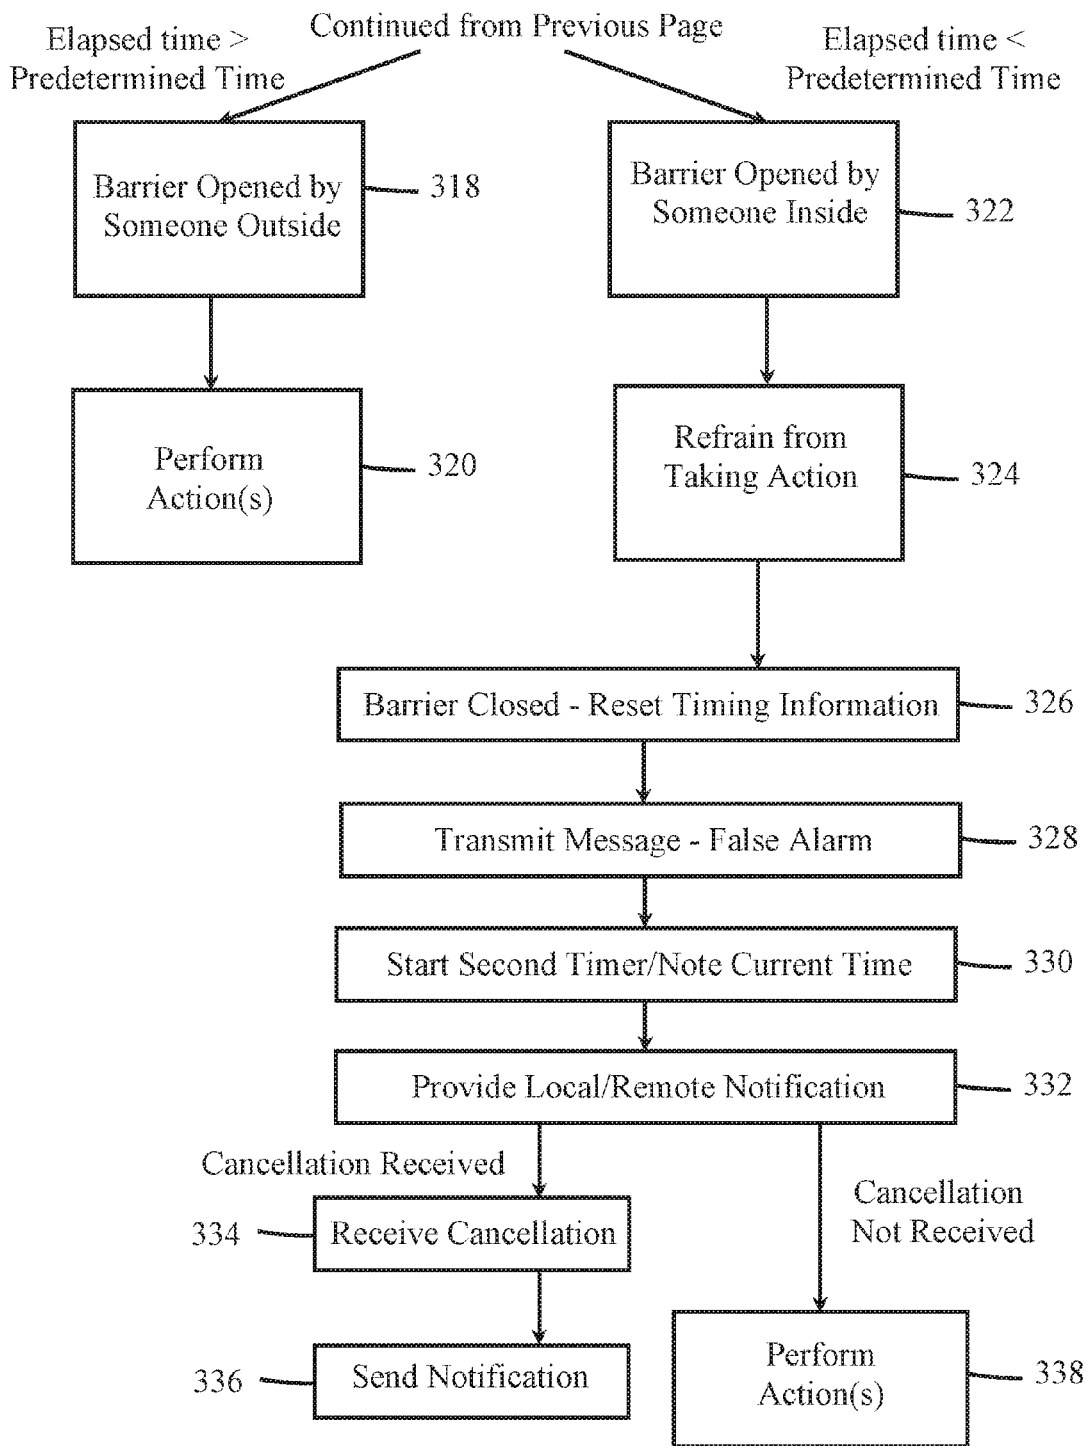 Continued from Previous Page
Elapsed time >
Predetermined Time
Elapsed time <
Predetermined Time
Barrier Opened by
Someone Outside
318
Barrier Opened by
Someone Inside
322
Perform
Action(s)
320
Refrain from
Taking Action
324
Barrier Closed - Reset Timing Information
326
Transmit Message - False Alarm
328
Start Second Timer/Note Current Time
330
Provide Local/Remote Notification
332
Cancellation Received
Cancellation
Not Received
334
Receive Cancellation
336
Send Notification
Perform
Action(s)
338